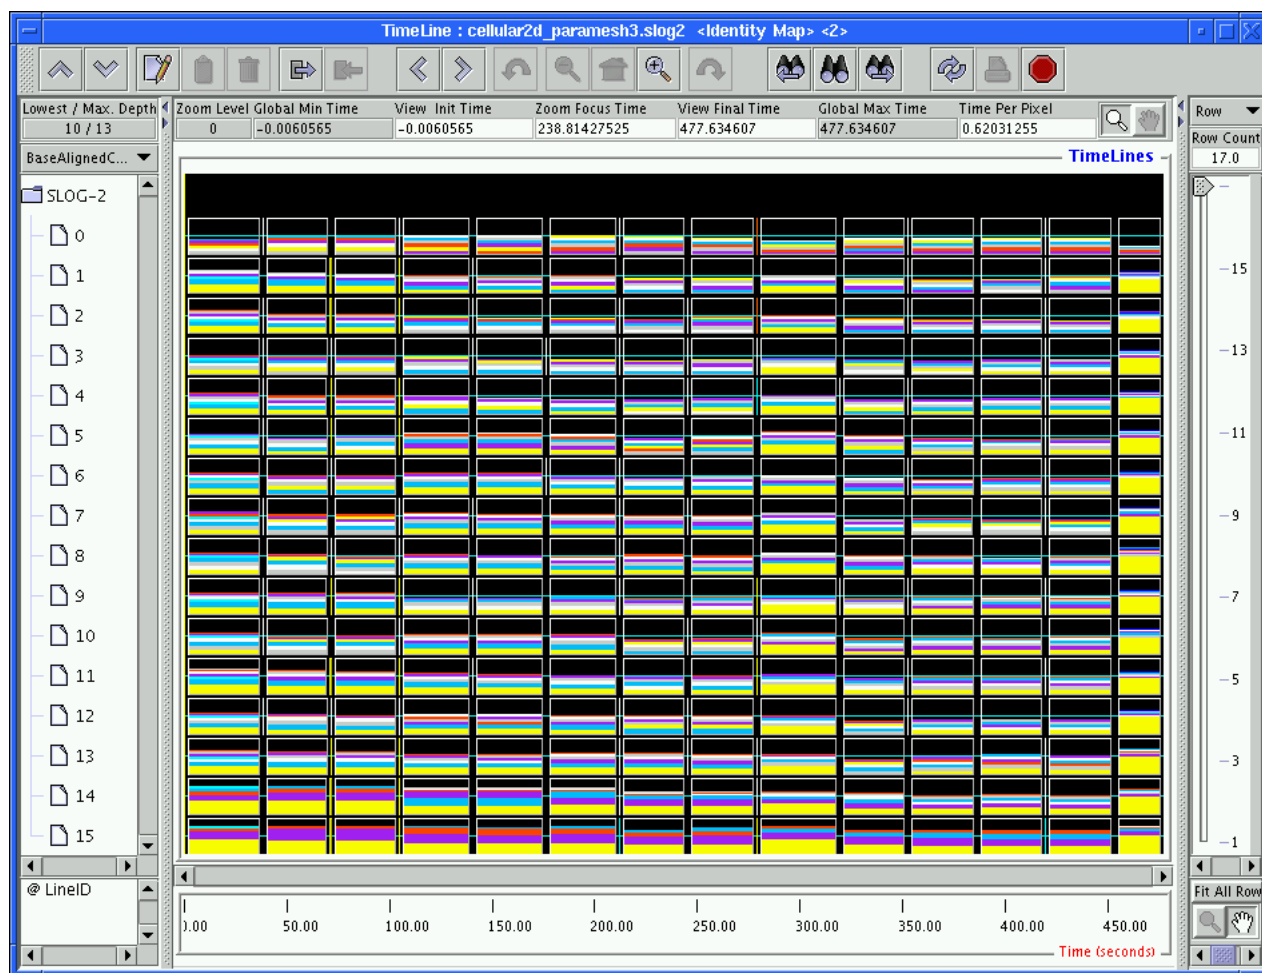 TimeLine : cellular2d_paramesh3.slog2 <Identity Map> <2>
Lowest / Max. Depth
10 / 13
Zoom Level Global Min Time View Init Time Zoom Focus Time View Final Time Global Max Time Time Per Pixel
0 -0.0060565 -0.0060565 238.81427525 477.634607 477.634607 0.62031255
Row
Row Count
17.0
BaseAlignedC...
TimeLines
SLOG-2
0
1
2
3
4
5
6
7
8
9
10
11
12
13
14
15
15
13
11
9
7
5
3
1
@ LineID
Fit All Row
).00 50.00 100.00 150.00 200.00 250.00 300.00 350.00 400.00 450.00
Time (seconds)